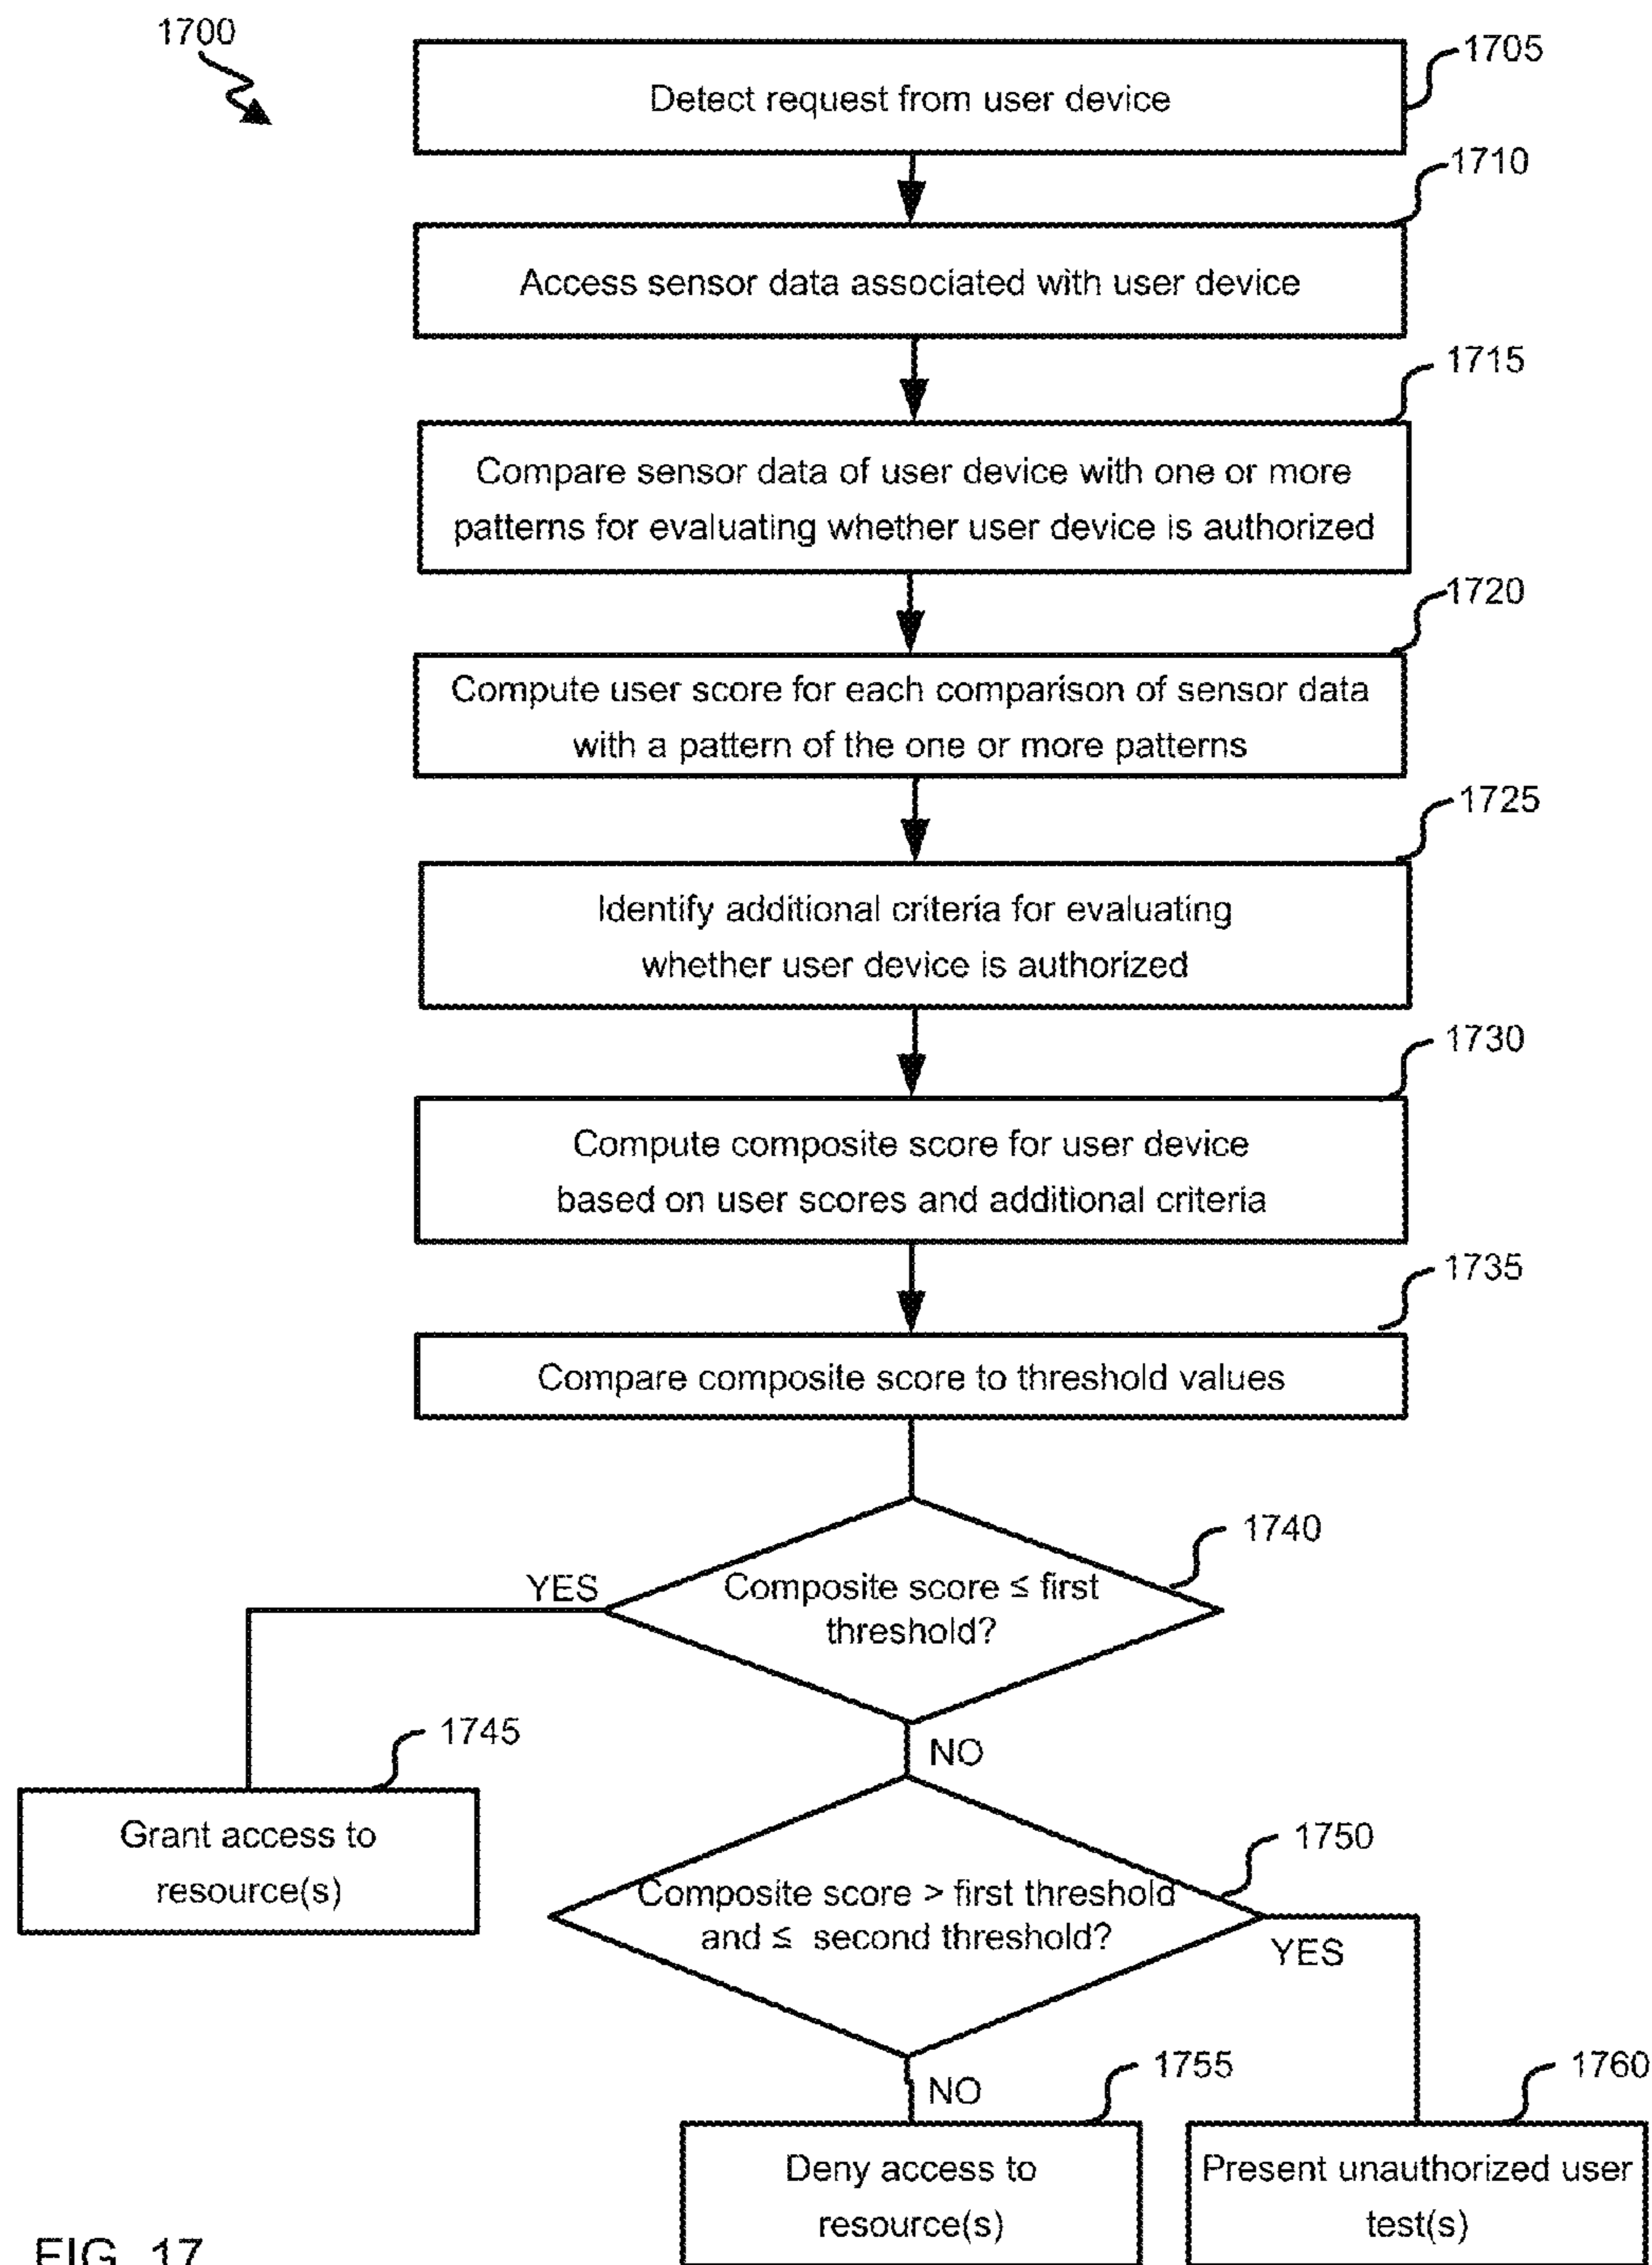 1700
Detect request from user device
1705
1710
Access sensor data associated with user device
1715
Compare sensor data of user device with one or more
patterns for evaluating whether user device is authorized
1720
Compute user score for each comparison of sensor data
with a pattern of the one or more patterns
1725
Identify additional criteria for evaluating
whether user device is authorized
1730
Compute composite score for user device
based on user scores and additional criteria
1735
Compare composite score to threshold values
1740
YES
Composite score ≤ first
threshold?
NO
1745
Grant access to
resource(s)
1750
Composite score > first threshold
and ≤ second threshold?
YES
NO
1755
1760
Deny access to
resource(s)
Present unauthorized user
test(s)
FIG. 17